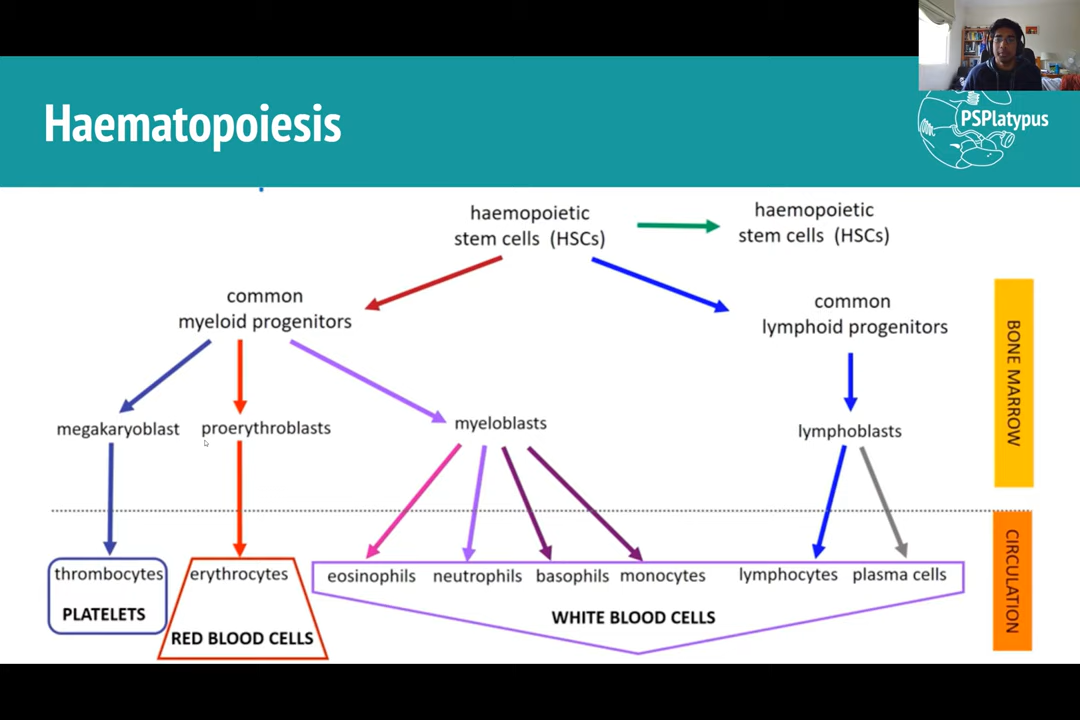 Haematopoiesis
PSPlatypus
haemopoietic
stem cells (HSCs)
haemopoietic
stem cells (HSCs)
common
myeloid progenitors
common
lymphoid progenitors
megakaryoblast
proerythroblasts
myeloblasts
lymphoblasts
BONE MARROW
thrombocytes
PLATELETS
erythrocytes
RED BLOOD CELLS
eosinophils
neutrophils
basophils
monocytes
lymphocytes
plasma cells
WHITE BLOOD CELLS
CIRCULATION